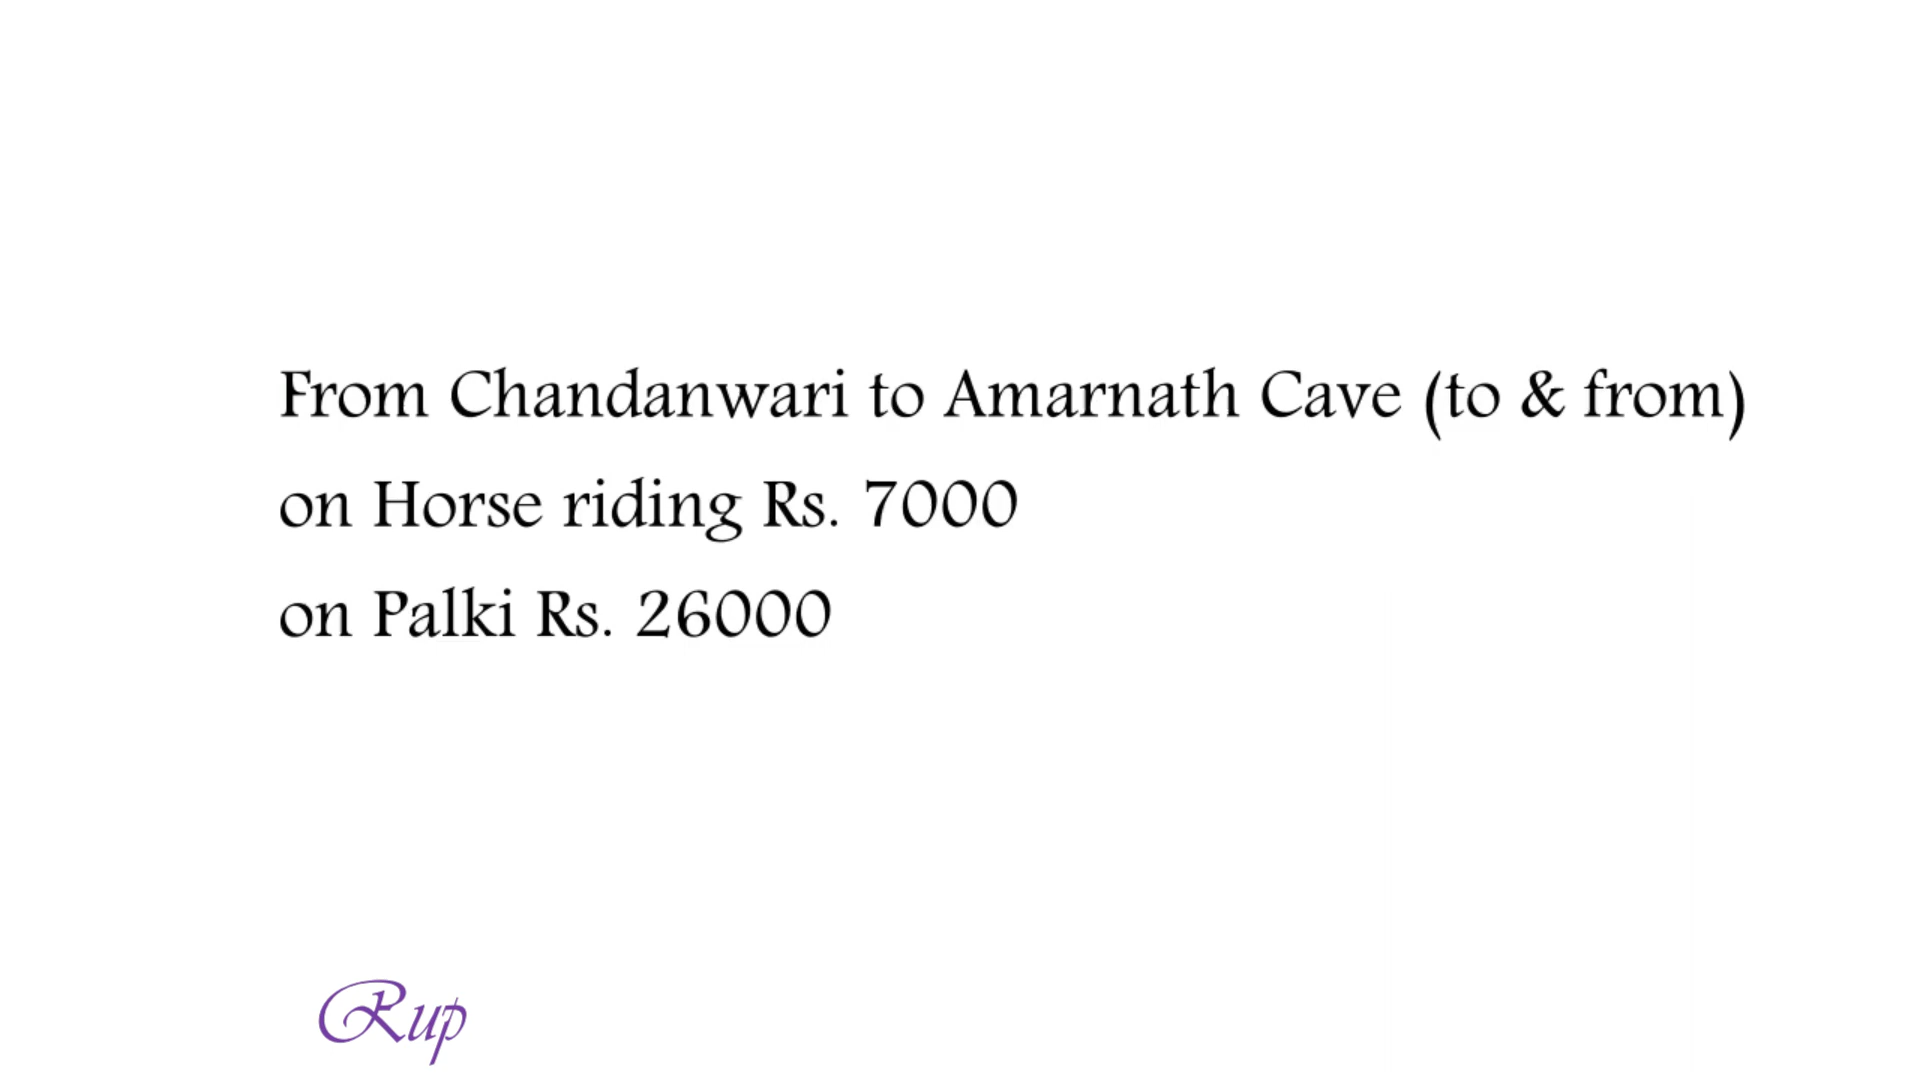 From Chandanwari to Amarnath Cave (to & from)
on Horse riding Rs. 7000
on Palki Rs. 26000
Rup